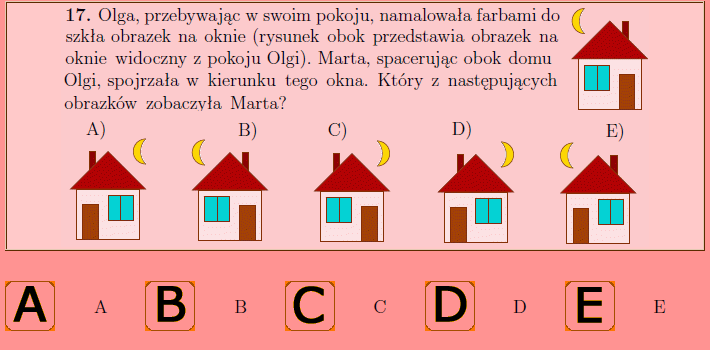 17. Olga, przebywając w swoim pokoju, namalowała farbami do
szkła obrazek na oknie (rysunek obok przedstawia obrazek na
oknie widoczny z pokoju Olgi). Marta, spacerując obok domu
Olgi, spojrzała w kierunku tego okna. Który z następujących
obrazków zobaczyła Marta?
A) B) C) D) E)
A A B B C C D D E E